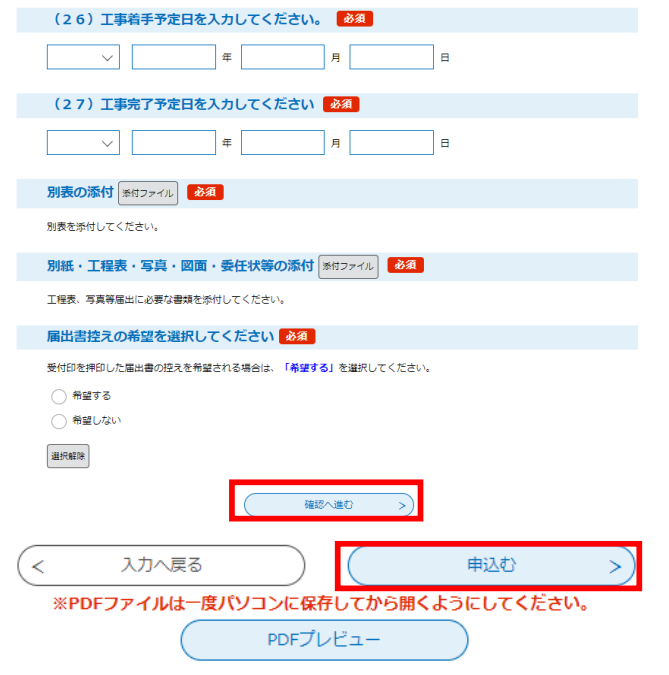 （２６）工事着手予定日を入力してください。 必須
年 月 日
（２７）工事完了予定日を入力してください 必須
年 月 日
別表の添付 添付ファイル 必須
別表を添付してください。
別紙・工程表・写真・図面・委任状等の添付 添付ファイル 必須
工程表、写真等届出に必要な書類を添付してください。
届出書控えの希望を選択してください 必須
受付印を押印した届出書の控えを希望される場合は、「希望する」を選択してください。
希望する
希望しない
選択解除
確認へ進む >
< 入力へ戻る 申込む >
※PDFファイルは一度パソコンに保存してから開くようにしてください。
PDFプレビュー